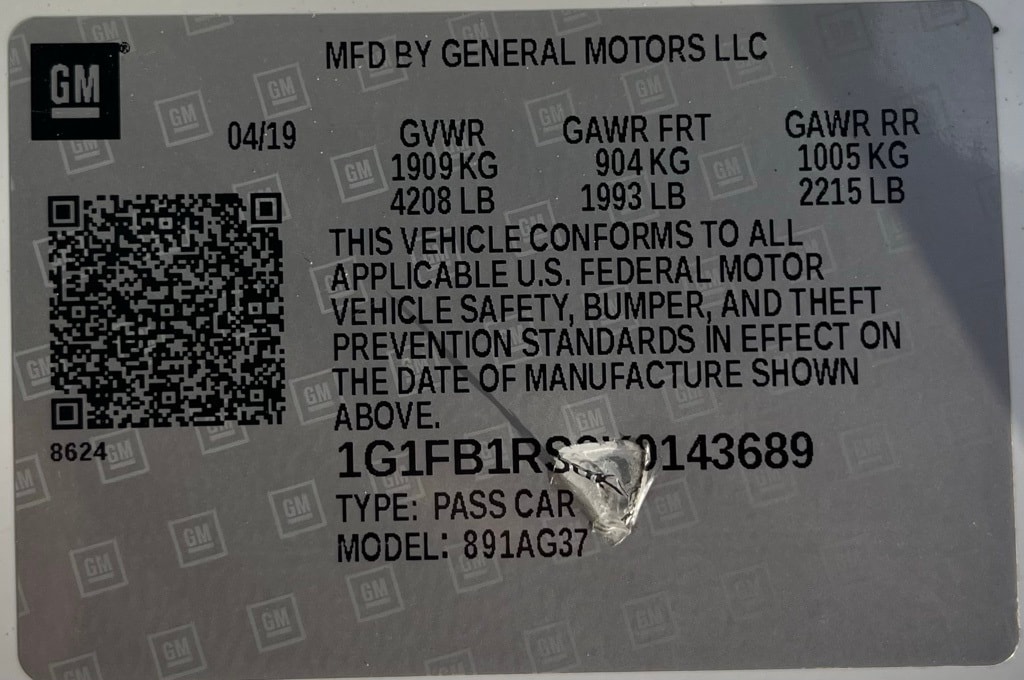 GM
MFD BY GENERAL MOTORS LLC
04/19
GVWR GAWR FRT GAWR RR
1909 KG 904 KG 1005 KG
4208 LB 1993 LB 2215 LB
THIS VEHICLE CONFORMS TO ALL
APPLICABLE U.S. FEDERAL MOTOR
VEHICLE SAFETY, BUMPER, AND THEFT
PREVENTION STANDARDS IN EFFECT ON
THE DATE OF MANUFACTURE SHOWN
ABOVE.
8624
TYPE: PASS CAR
MODEL: 891AG37